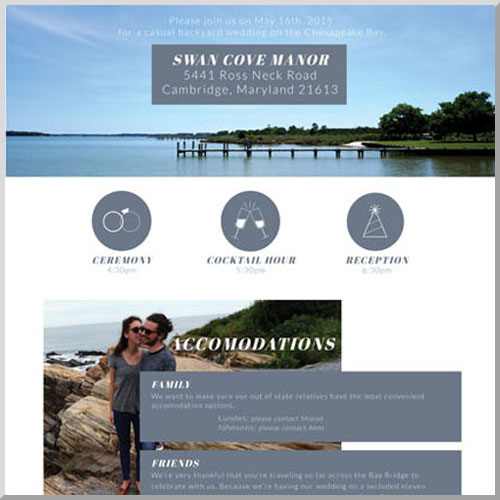 Please join us on May 16th, 2015
for a casual backyard wedding on the Chesapeake Bay,
SWAN COVE MANOR
5441 Ross Neck Road
Cambridge, Maryland 21613
CEREMONY
4:30pm
COCKTAIL HOUR
5:30pm
RECEPTION
6:30pm
ACCOMODATIONS
FAMILY
We want to make sure our out of state relatives have the most convenient
accomodation options.
Landes: please contact Sharon
Johnsons: please contact Anne
FRIENDS
We're very thankful that you're traveling so far across the Bay Bridge to
celebrate with us. Because we're having our wedding on a secluded eleven